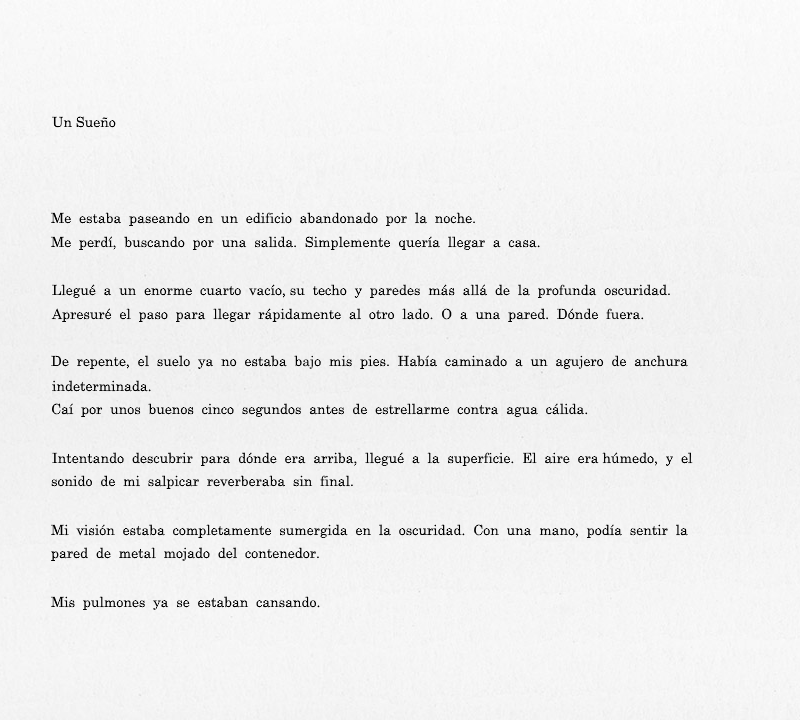 Un Sueño
Me estaba paseando en un edificio abandonado por la noche.
Me perdí, buscando por una salida. Simplemente quería llegar a casa.
Llegué a un enorme cuarto vacío, su techo y paredes más allá de la profunda oscuridad.
Apresuré el paso para llegar rápidamente al otro lado. O a una pared. Dónde fuera.
De repente, el suelo ya no estaba bajo mis pies. Había caminado a un agujero de anchura
indeterminada.
Caí por unos buenos cinco segundos antes de estrellarme contra agua cálida.
Intentando descubrir para dónde era arriba, llegué a la superficie. El aire era húmedo, y el
sonido de mi salpicar reverberaba sin final.
Mi visión estaba completamente sumergida en la oscuridad. Con una mano, podía sentir la
pared de metal mojado del contenedor.
Mis pulmones ya se estaban cansando.